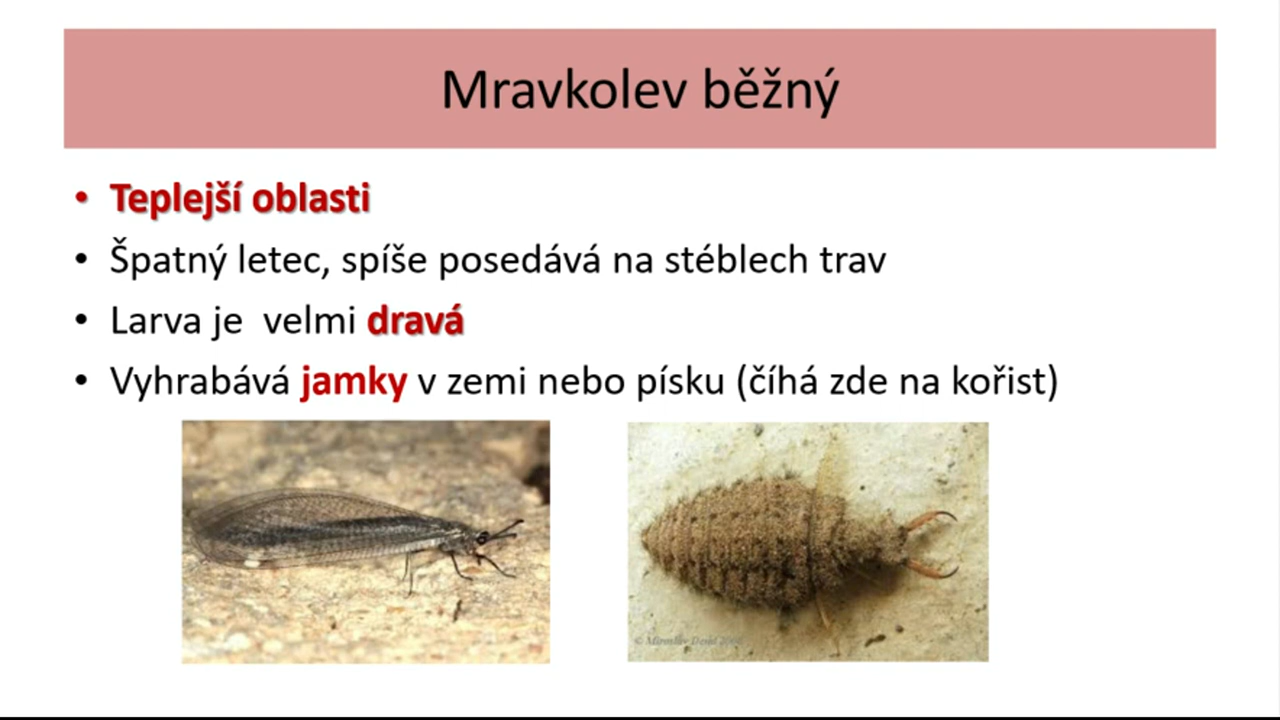 Mravkolev běžný
• Teplejší oblasti
• Špatný letec, spíše posedává na stéblech trav
• Larva je  velmi dravá
• Vyhrabává jamky v zemi nebo písku (číhá zde na kořist)